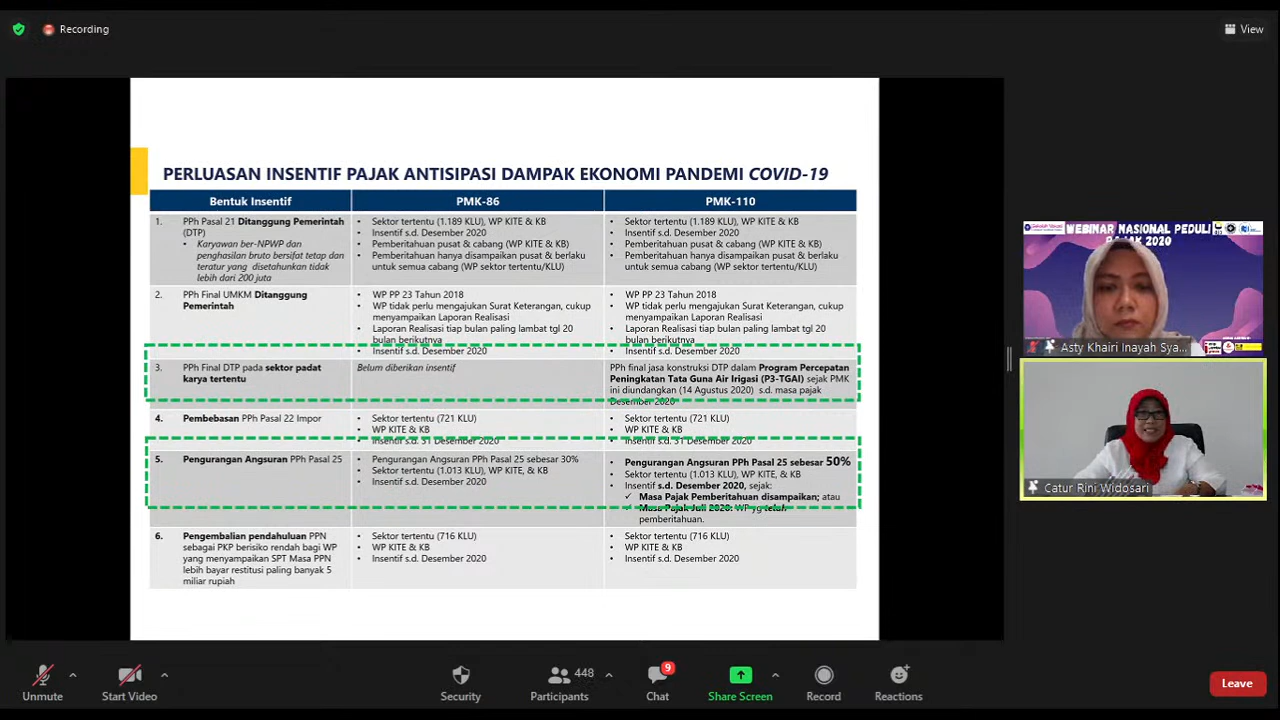 Recording
View
PERLUASAN INSENTIF PAJAK ANTISIPASI DAMPAK EKONOMI PANDEMI COVID-19
Bentuk Insentif
PMK-86
PMK-110
1. PPh Pasal 21 Ditanggung Pemerintah
(DTP)
• Karyawan ber-NPWP dan
penghasilan bruto bersifat tetap dan
teratur yang disetahunkan tidak
lebih dari 200 juta
• Sektor tertentu (1.189 KLU), WP KITE & KB
• Insentif s.d. Desember 2020
• Pemberitahuan pusat & cabang (WP KITE & KB)
• Pemberitahuan hanya disampaikan pusat & berlaku
untuk semua cabang (WP sektor tertentu/KLU)
• Sektor tertentu (1.189 KLU), WP KITE & KB
• Insentif s.d. Desember 2020
• Pemberitahuan pusat & cabang (WP KITE & KB)
• Pemberitahuan hanya disampaikan pusat & berlaku
untuk semua cabang (WP sektor tertentu/KLU)
2. PPh Final UMKM Ditanggung
Pemerintah
• WP PP 23 Tahun 2018
• WP tidak perlu mengajukan Surat Keterangan, cukup
menyampaikan Laporan Realisasi
• Laporan Realisasi tiap bulan paling lambat tgl 20
bulan berikutnya
• Insentif s.d. Desember 2020
• WP PP 23 Tahun 2018
• WP tidak perlu mengajukan Surat Keterangan, cukup
menyampaikan Laporan Realisasi
• Laporan Realisasi tiap bulan paling lambat tgl 20
bulan berikutnya
• Insentif s.d. Desember 2020
3. PPh Final DTP pada sektor padat
karya tertentu
Belum diberikan insentif
PPh final jasa konstruksi DTP dalam Program Percepatan
Peningkatan Tata Guna Air Irigasi (P3-TGAI) sejak PMK
ini diundangkan (14 Agustus 2020) s.d. masa pajak
Desember 2020
4. Pembebasan PPh Pasal 22 Impor
• Sektor tertentu (721 KLU)
• WP KITE & KB
• Insentif s.d. 31 Desember 2020
• Sektor tertentu (721 KLU)
• WP KITE & KB
• Insentif s.d. 31 Desember 2020
5. Pengurangan Angsuran PPh Pasal 25
• Pengurangan Angsuran PPh Pasal 25 sebesar 30%
• Sektor tertentu (1.013 KLU), WP KITE, & KB
• Insentif s.d. Desember 2020
• Pengurangan Angsuran PPh Pasal 25 sebesar 50%
• Sektor tertentu (1.013 KLU), WP KITE, & KB
• Insentif s.d. Desember 2020, sejak:
✓ Masa Pajak Pemberitahuan disampaikan; atau
✓ Masa Pajak Juli 2020: WP yg telah
pemberitahuan.
6. Pengembalian pendahuluan PPN
sebagai PKP berisiko rendah bagi WP
yang menyampaikan SPT Masa PPN
lebih bayar restitusi paling banyak 5
miliar rupiah
• Sektor tertentu (716 KLU)
• WP KITE & KB
• Insentif s.d. Desember 2020
• Sektor tertentu (716 KLU)
• WP KITE & KB
• Insentif s.d. Desember 2020
WEBINAR NASIONAL PEDULI
PAJAK 2020
Asty Khairi Inayah Sya...
Catur Rini Widosari
Unmute
Start Video
Security
448
Participants
9
Chat
Share Screen
Record
Reactions
Leave